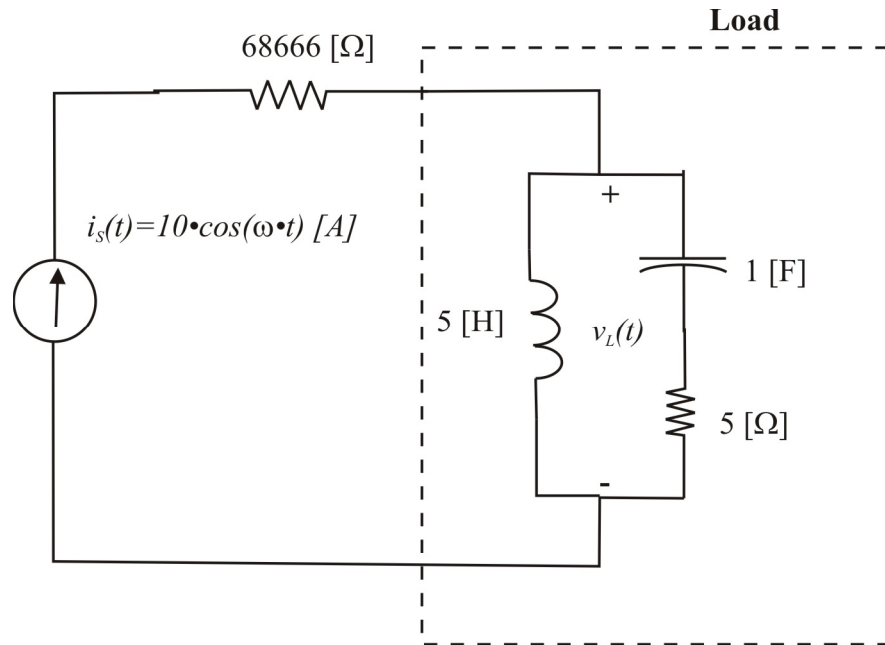 Load
68666 [Ω]
i_S(t)=10•cos(ω•t) [A]
+
1 [F]
5 [H]
v_L(t)
5 [Ω]
-